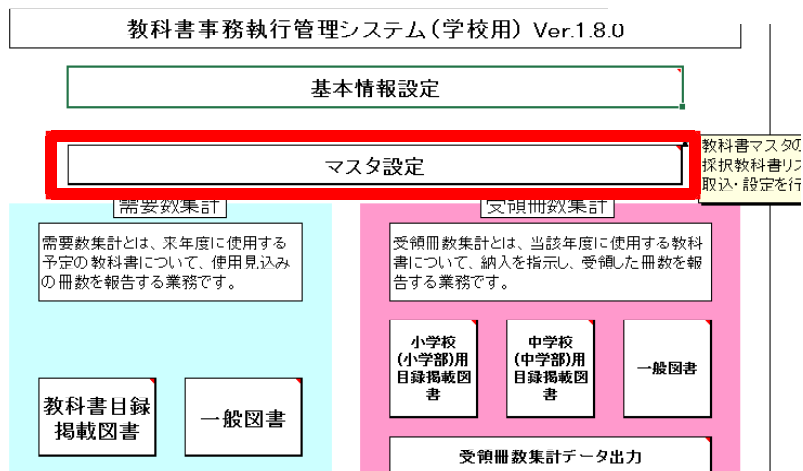 教科書事務執行管理システム(学校用) Ver.1.8.0
基本情報設定
マスタ設定
教科書マスタの
採択教科書リス
取込・設定を行
需要数集計
需要数集計とは、来年度に使用する
予定の教科書について、使用見込み
の冊数を報告する業務です。
教科書目録
掲載図書
一般図書
受領冊数集計
受領冊数集計とは、当該年度に使用する教科
書について、納入を指示し、受領した冊数を報
告する業務です。
小学校
(小学部)用
目録掲載図
書
中学校
(中学部)用
目録掲載図
書
一般図書
受領冊数集計データ出力